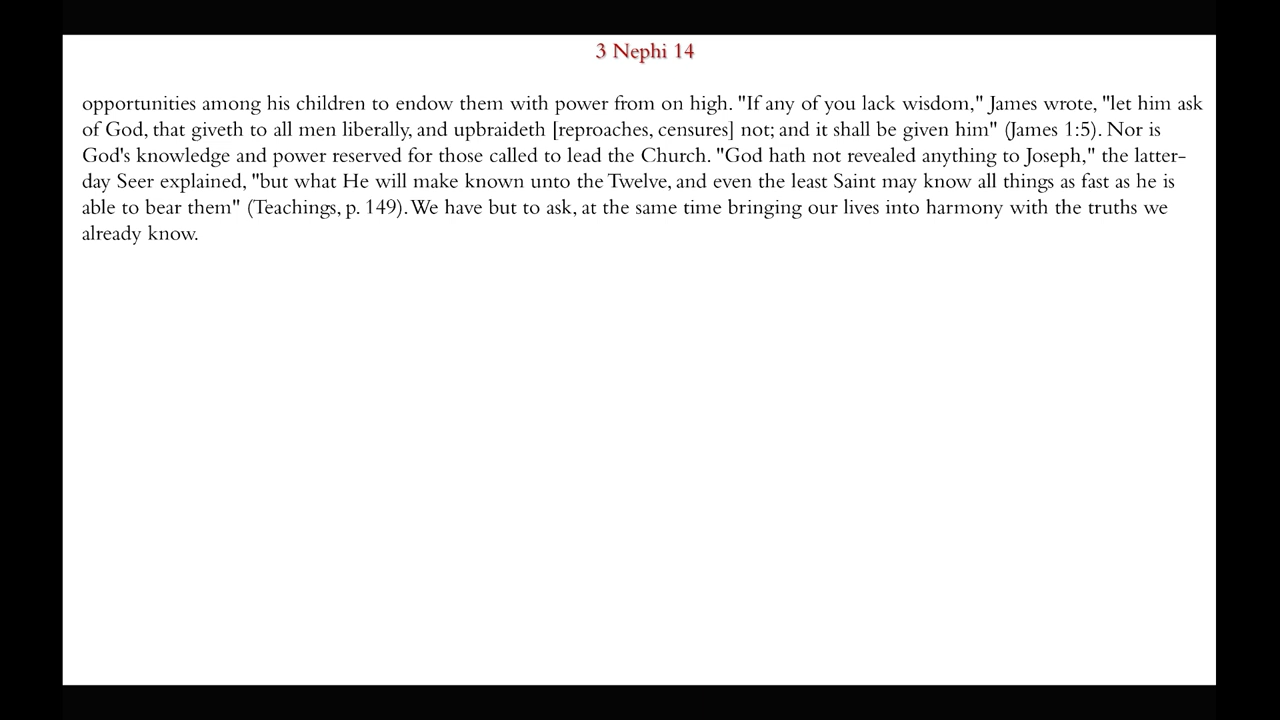 3 Nephi 14
opportunities among his children to endow them with power from on high. "If any of you lack wisdom," James wrote, "let him ask
of God, that giveth to all men liberally, and upbraideth [reproaches, censures] not; and it shall be given him" (James 1:5). Nor is
God's knowledge and power reserved for those called to lead the Church. "God hath not revealed anything to Joseph," the latter-
day Seer explained, "but what He will make known unto the Twelve, and even the least Saint may know all things as fast as he is
able to bear them" (Teachings, p. 149). We have but to ask, at the same time bringing our lives into harmony with the truths we
already know.